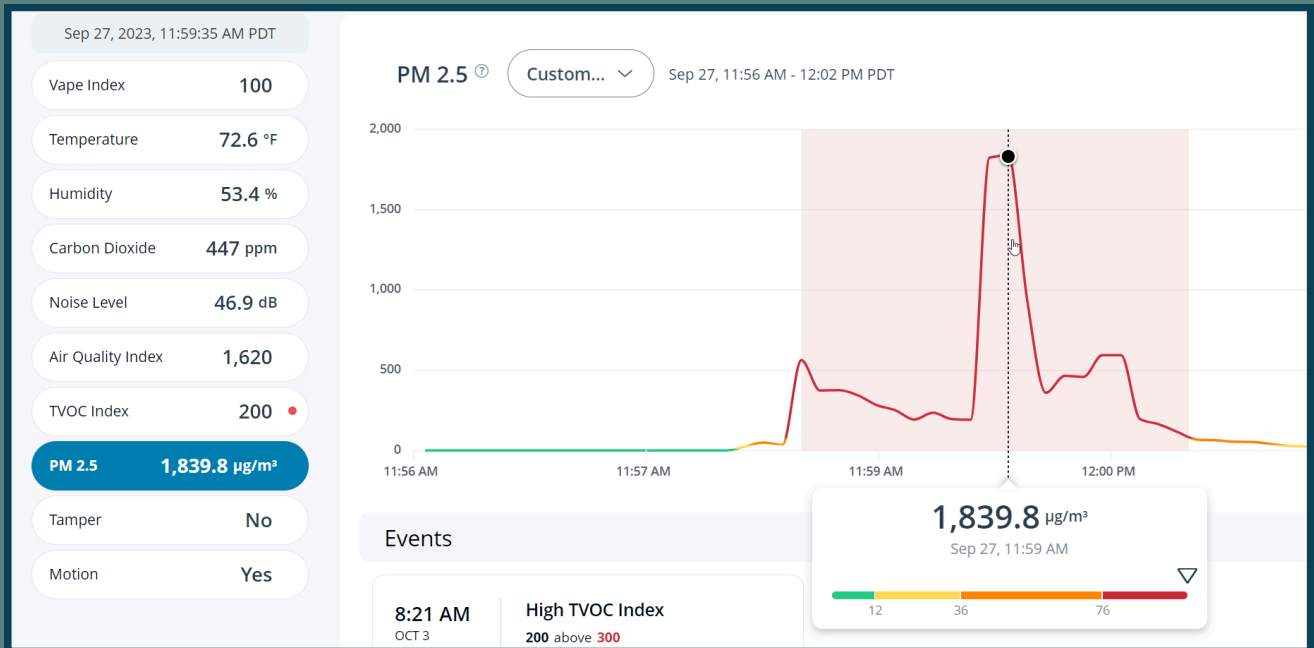 Sep 27, 2023, 11:59:35 AM PDT
Vape Index 100
Temperature 72.6 °F
Humidity 53.4 %
Carbon Dioxide 447 ppm
Noise Level 46.9 dB
Air Quality Index 1,620
TVOC Index 200
PM 2.5 1,839.8 µg/m³
Tamper No
Motion Yes
PM 2.5 ? Custom... Sep 27, 11:56 AM - 12:02 PM PDT
2,000
1,500
1,000
500
0
11:56 AM 11:57 AM 11:59 AM 12:00 PM
1,839.8 µg/m³
Sep 27, 11:59 AM
12 36 76
Events
8:21 AM
OCT 3
High TVOC Index
200 above 300